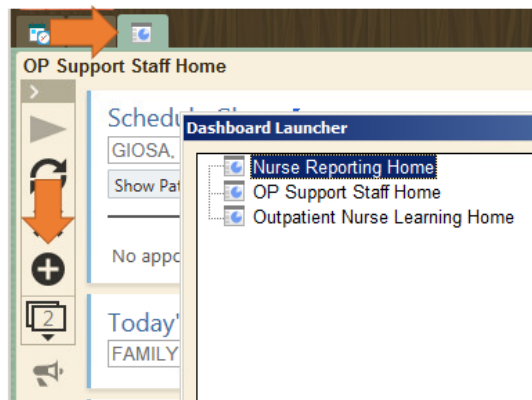 OP Support Staff Home
Schedul
Dashboard Launcher
GIOSA,
Show Pat
Nurse Reporting Home
OP Support Staff Home
Outpatient Nurse Learning Home
No appo
2
Today'
FAMILY